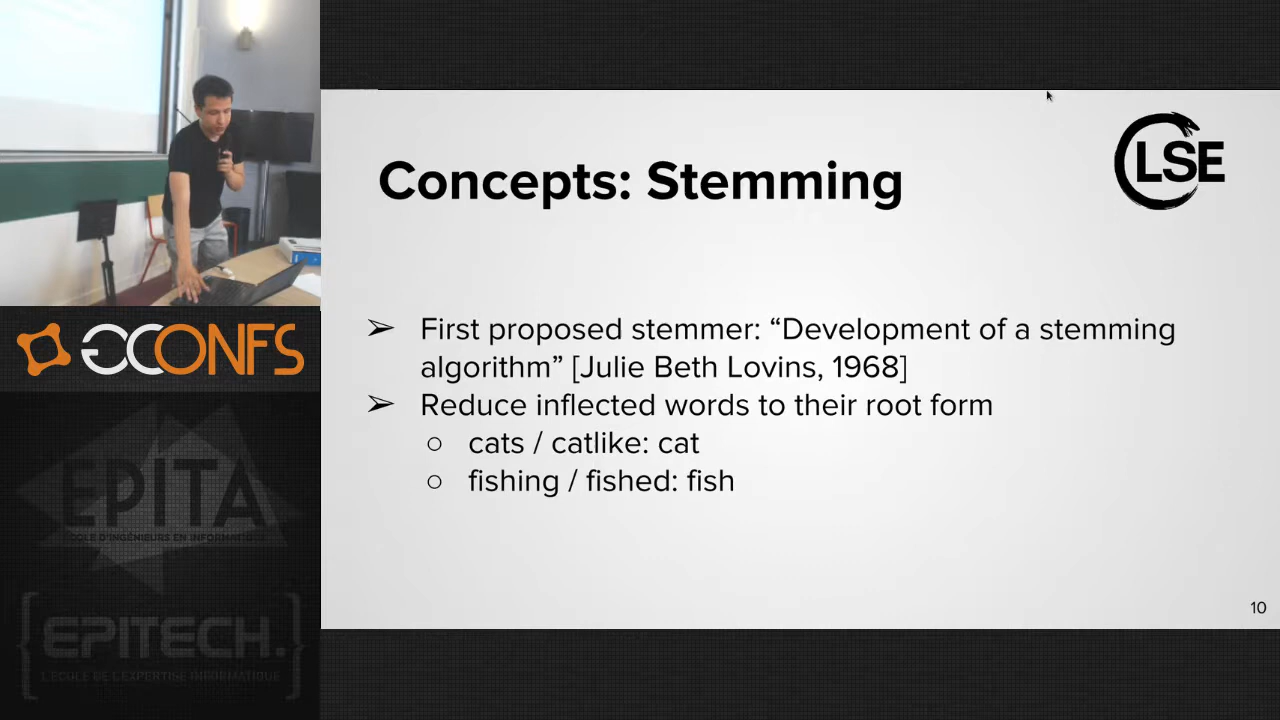 LSE
Concepts: Stemming
➢ First proposed stemmer: “Development of a stemming
algorithm” [Julie Beth Lovins, 1968]
➢ Reduce inflected words to their root form
○ cats / catlike: cat
○ fishing / fished: fish
10
CONFS
EPITA
ÉCOLE D'INGÉNIEURS EN INFORMATIQUE
{EPITECH.}
L'ÉCOLE DE L'EXPERTISE INFORMATIQUE